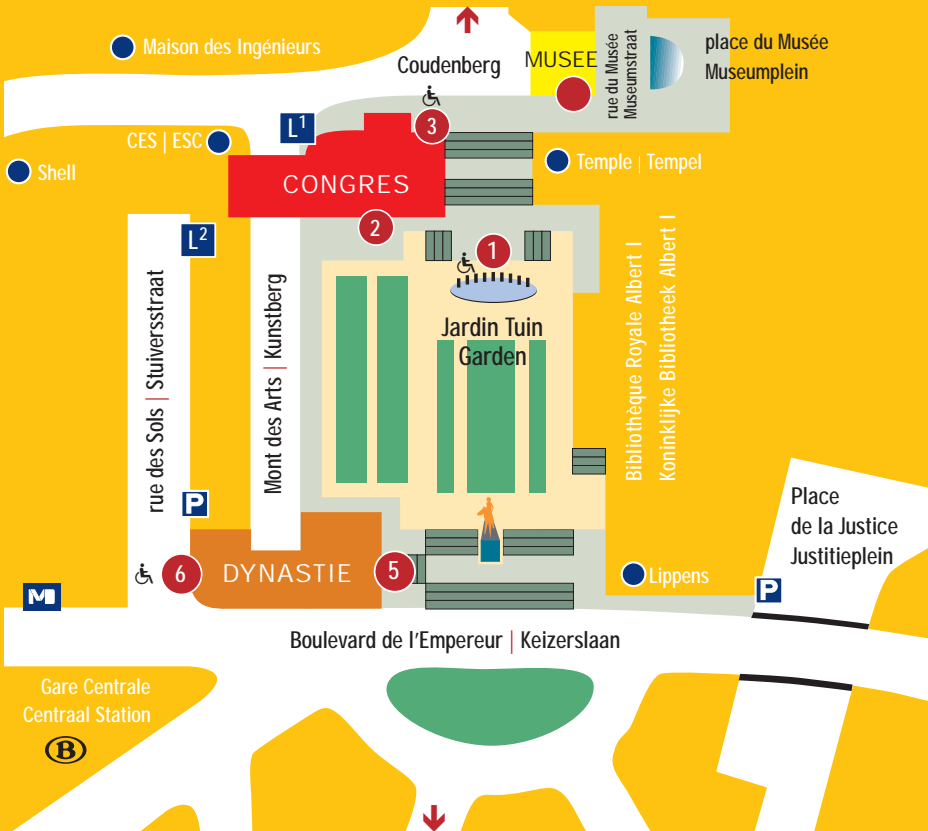 Maison des Ingénieurs
Coudenberg
MUSEE
rue du Musée
Museumstraat
place du Musée
Museumplein
L1
3
CES | ESC
Shell
CONGRES
Temple | Tempel
2
L2
1
Jardin Tuin
Garden
rue des Sols | Stuiversstraat
Mont des Arts | Kunstberg
Bibliothèque Royale Albert I
Koninklijke Bibliotheek Albert I
P
Place
de la Justice
Justitieplein
6
DYNASTIE
5
Lippens
P
M
Boulevard de l'Empereur | Keizerslaan
Gare Centrale
Centraal Station
B